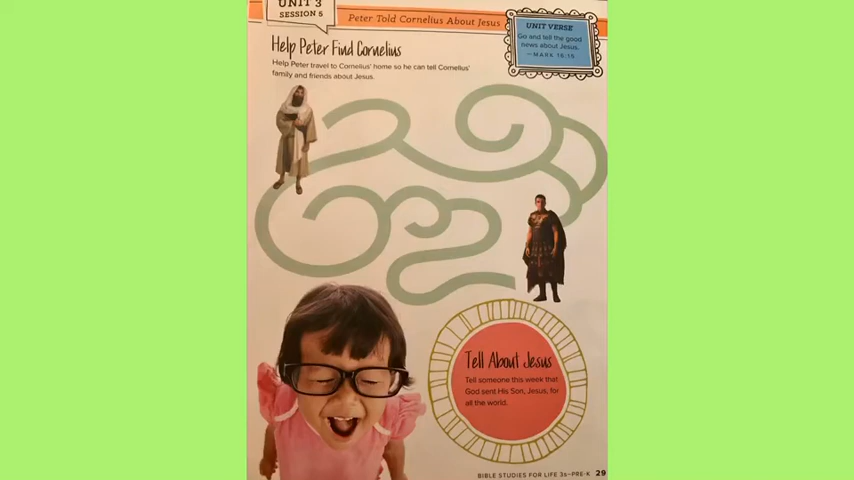 UNIT 3
SESSION 5
Peter Told Cornelius About Jesus
UNIT VERSE
Go and tell the good
news about Jesus.
—MARK 16:15
Help Peter Find Cornelius
Help Peter travel to Cornelius' home so he can tell Cornelius'
family and friends about Jesus.
Tell About Jesus
Tell someone this week that
God sent His Son, Jesus, for
all the world.
BIBLE STUDIES FOR LIFE 3s–PRE-K 29